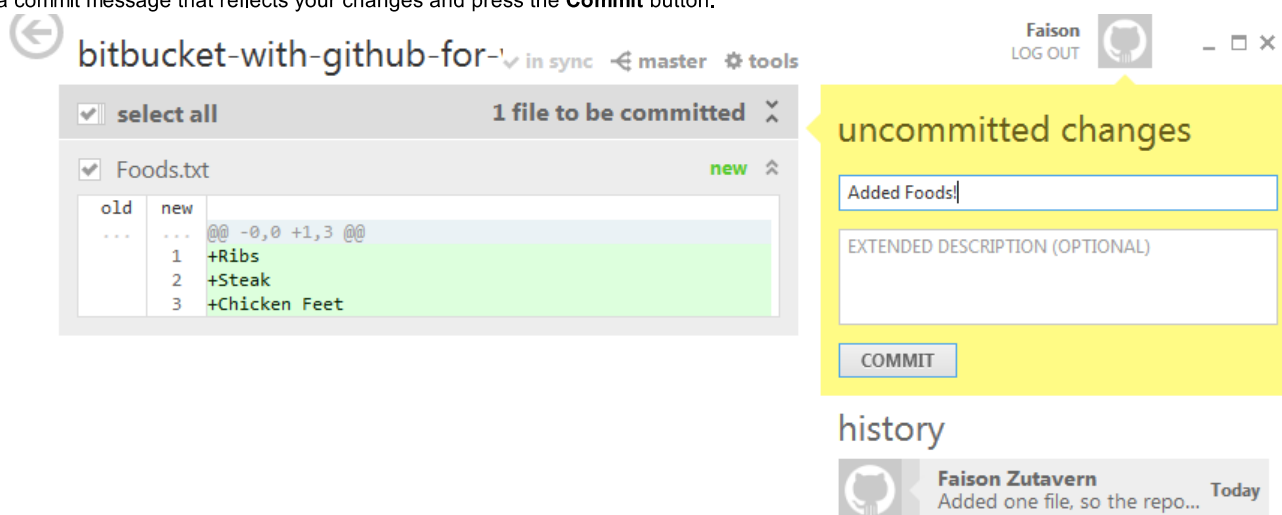 a commit message that reflects your changes and press the Commit button.
bitbucket-with-github-for-
in sync master tools
Faison
LOG OUT
select all 1 file to be committed
Foods.txt new
old new
... ... @@ -0,0 +1,3 @@
1 +Ribs
2 +Steak
3 +Chicken Feet
uncommitted changes
Added Foods!
EXTENDED DESCRIPTION (OPTIONAL)
COMMIT
history
Faison Zutavern Today
Added one file, so the repo...